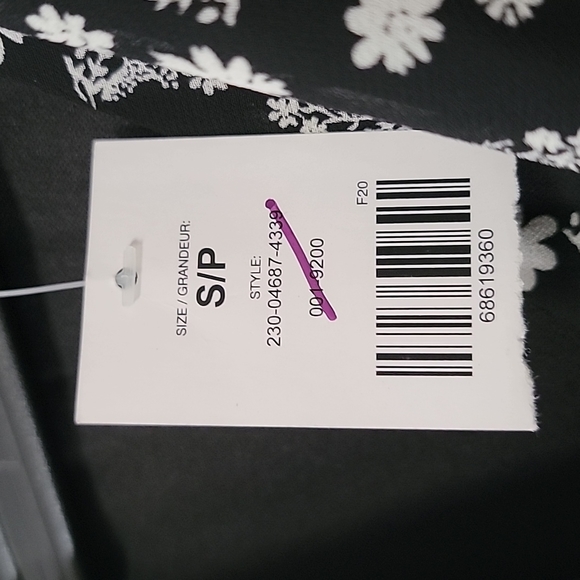 SIZE / GRANDEUR:
S/P
STYLE:
230-04687-4339
001-9200
F20
68619360